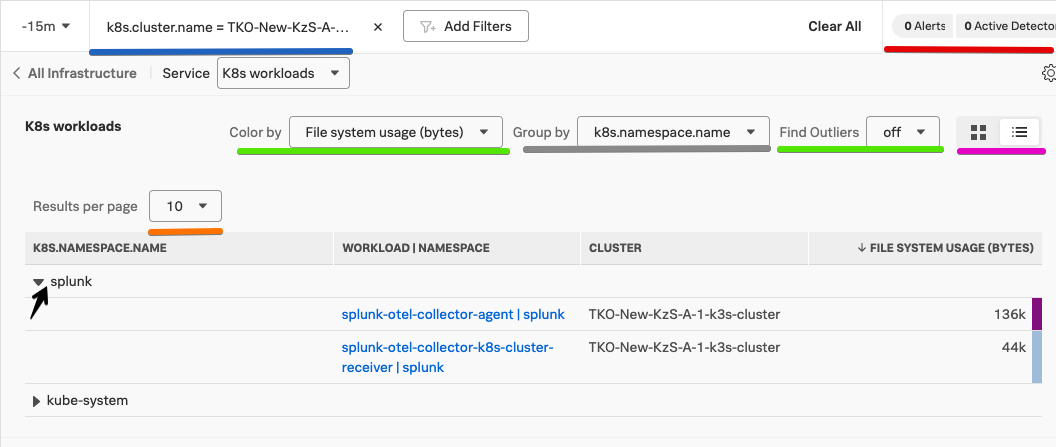 -15m
k8s.cluster.name = TKO-New-KzS-A-...
Add Filters
Clear All
0 Alerts
0 Active Detecto
All Infrastructure
Service
K8s workloads
K8s workloads
Color by
File system usage (bytes)
Group by
k8s.namespace.name
Find Outliers
off
Results per page
10
K8S.NAMESPACE.NAME
WORKLOAD | NAMESPACE
CLUSTER
FILE SYSTEM USAGE (BYTES)
splunk
splunk-otel-collector-agent | splunk
TKO-New-KzS-A-1-k3s-cluster
136k
splunk-otel-collector-k8s-cluster-
receiver | splunk
TKO-New-KzS-A-1-k3s-cluster
44k
kube-system